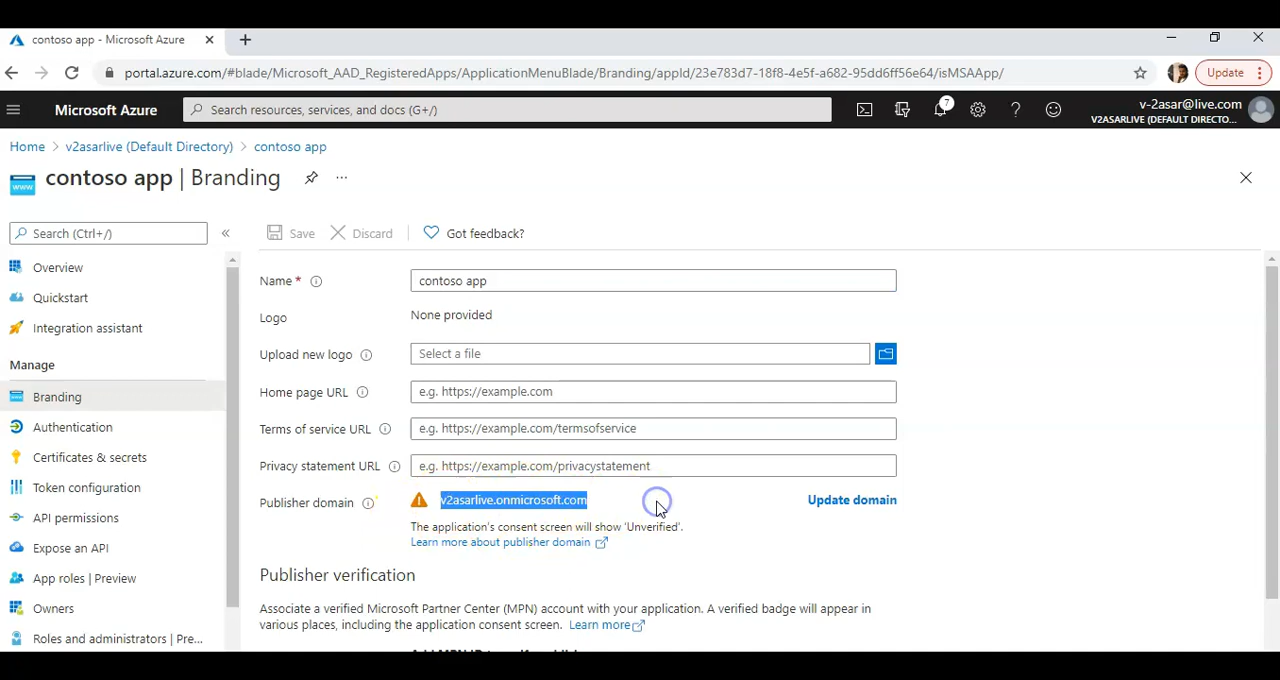 contoso app - Microsoft Azure
portal.azure.com/#blade/Microsoft_AAD_RegisteredApps/ApplicationMenuBlade/Branding/appId/23e783d7-18f8-4e5f-a682-95dd6ff56e64/isMSAApp/
Update
Microsoft Azure
Search resources, services, and docs (G+/)
7
v-2asar@live.com
V2ASARLIVE (DEFAULT DIRECTO...
Home > v2asarlive (Default Directory) > contoso app
www
contoso app | Branding
...
Search (Ctrl+/)
«
Save
Discard
Got feedback?
Overview
Quickstart
Integration assistant
Manage
Branding
Authentication
Certificates & secrets
Token configuration
API permissions
Expose an API
App roles | Preview
Owners
Roles and administrators | Pre...
Name *
contoso app
Logo
None provided
Upload new logo
Select a file
Home page URL
e.g. https://example.com
Terms of service URL
e.g. https://example.com/termsofservice
Privacy statement URL
e.g. https://example.com/privacystatement
Publisher domain
v2asarlive.onmicrosoft.com
Update domain
The application's consent screen will show 'Unverified'.
Learn more about publisher domain
Publisher verification
Associate a verified Microsoft Partner Center (MPN) account with your application. A verified badge will appear in
various places, including the application consent screen. Learn more